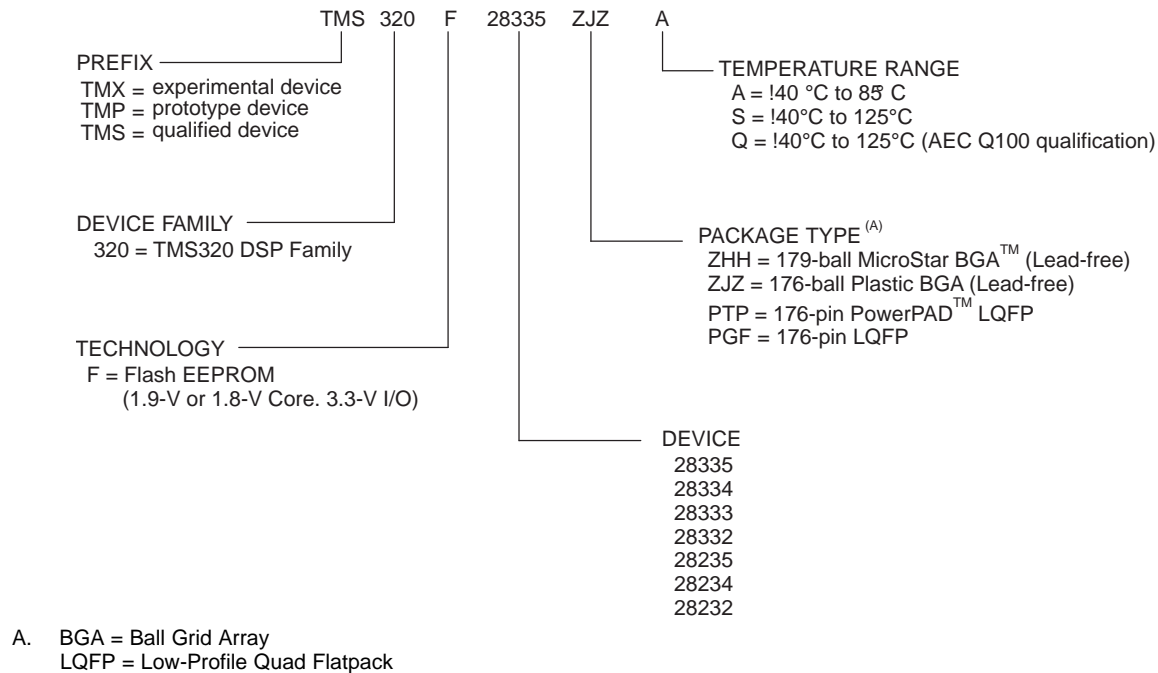 TMS 320 F 28335 ZJZ A
PREFIX
TMX = experimental device
TMP = prototype device
TMS = qualified device
TEMPERATURE RANGE
A = !40 °C to 85° C
S = !40°C to 125°C
Q = !40°C to 125°C (AEC Q100 qualification)
DEVICE FAMILY
320 = TMS320 DSP Family
PACKAGE TYPE (A)
ZHH = 179-ball MicroStar BGA™ (Lead-free)
ZJZ = 176-ball Plastic BGA (Lead-free)
PTP = 176-pin PowerPAD™ LQFP
PGF = 176-pin LQFP
TECHNOLOGY
F = Flash EEPROM
(1.9-V or 1.8-V Core. 3.3-V I/O)
DEVICE
28335
28334
28333
28332
28235
28234
28232
A. BGA = Ball Grid Array
LQFP = Low-Profile Quad Flatpack